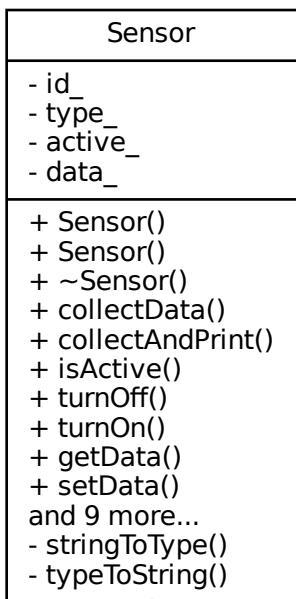 Sensor
- id_
- type_
- active_
- data_
+ Sensor()
+ Sensor()
+ ~Sensor()
+ collectData()
+ collectAndPrint()
+ isActive()
+ turnOff()
+ turnOn()
+ getData()
+ setData()
and 9 more...
- stringToType()
- typeToString()